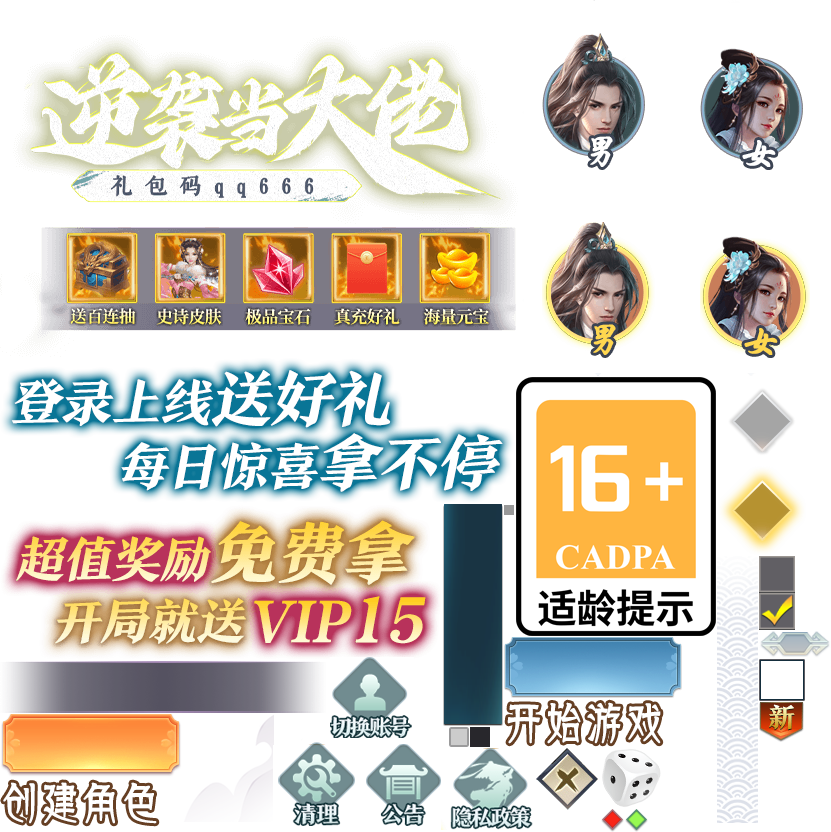 逆袭当大佬
礼包码qq666
男
女
送百连抽
史诗皮肤
极品宝石
真充好礼
海量元宝
男
女
登录上线送好礼
每日惊喜拿不停
16+
CADPA
适龄提示
超值奖励免费拿
开局就送VIP15
切换账号
开始游戏
新
创建角色
清理
公告
隐私政策